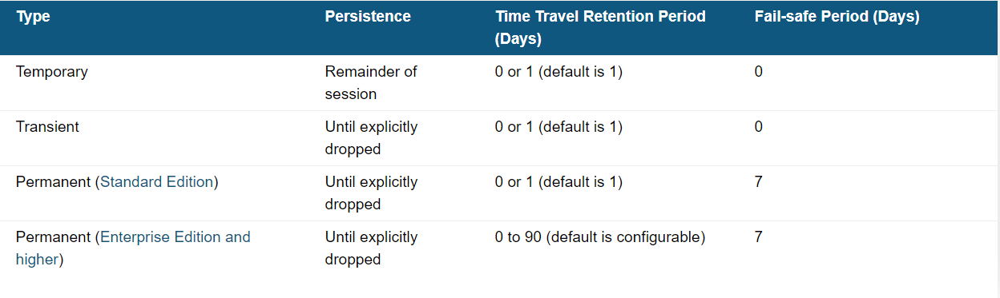 Type Persistence Time Travel Retention Period (Days) Fail-safe Period (Days)
Temporary Remainder of session 0 or 1 (default is 1) 0
Transient Until explicitly dropped 0 or 1 (default is 1) 0
Permanent (Standard Edition) Until explicitly dropped 0 or 1 (default is 1) 7
Permanent (Enterprise Edition and higher) Until explicitly dropped 0 to 90 (default is configurable) 7